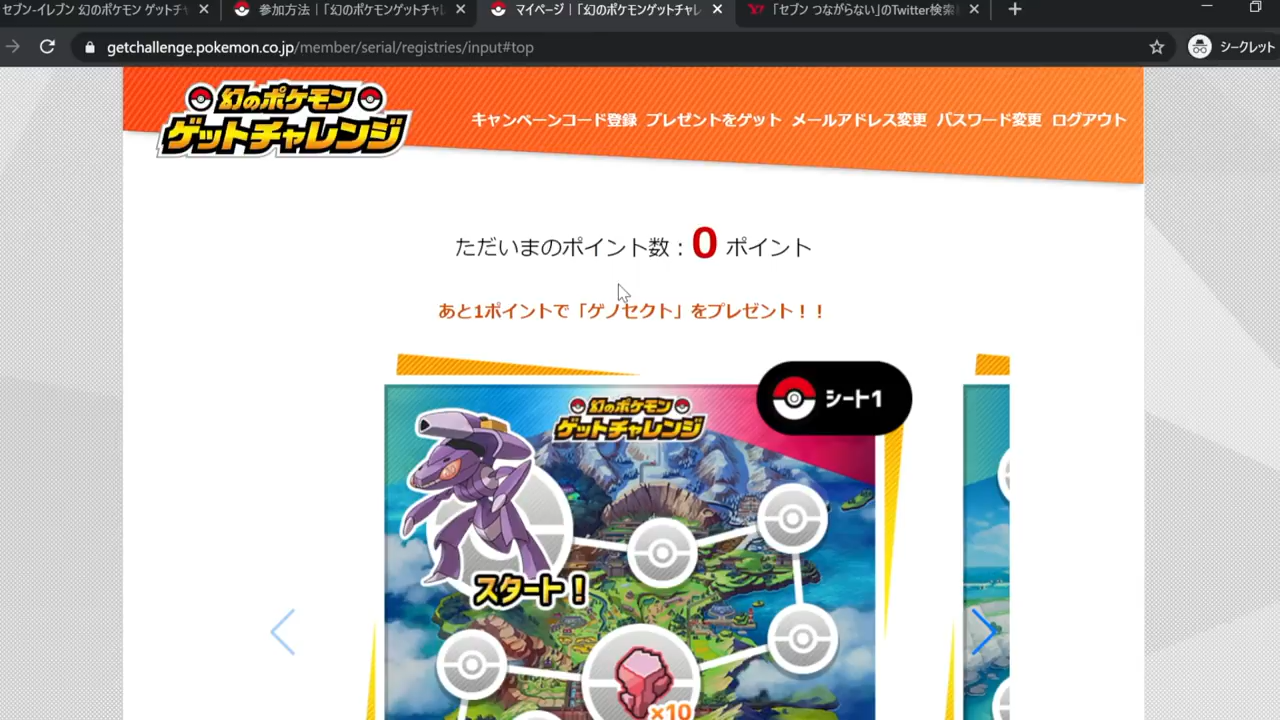 セブン-イレブン 幻のポケモン ゲットチ
参加方法 | 「幻のポケモンゲットチャレ
マイページ | 「幻のポケモンゲットチャレ
「セブン つながらない」のTwitter検索
getchallenge.pokemon.co.jp/member/serial/registries/input#top
シークレット
幻のポケモン
ゲットチャレンジ
キャンペーンコード登録 プレゼントをゲット メールアドレス変更 パスワード変更 ログアウト
ただいまのポイント数 : 0 ポイント
あと1ポイントで「ゲノセクト」をプレゼント！！
幻のポケモン
ゲットチャレンジ
シート1
スタート！
×10